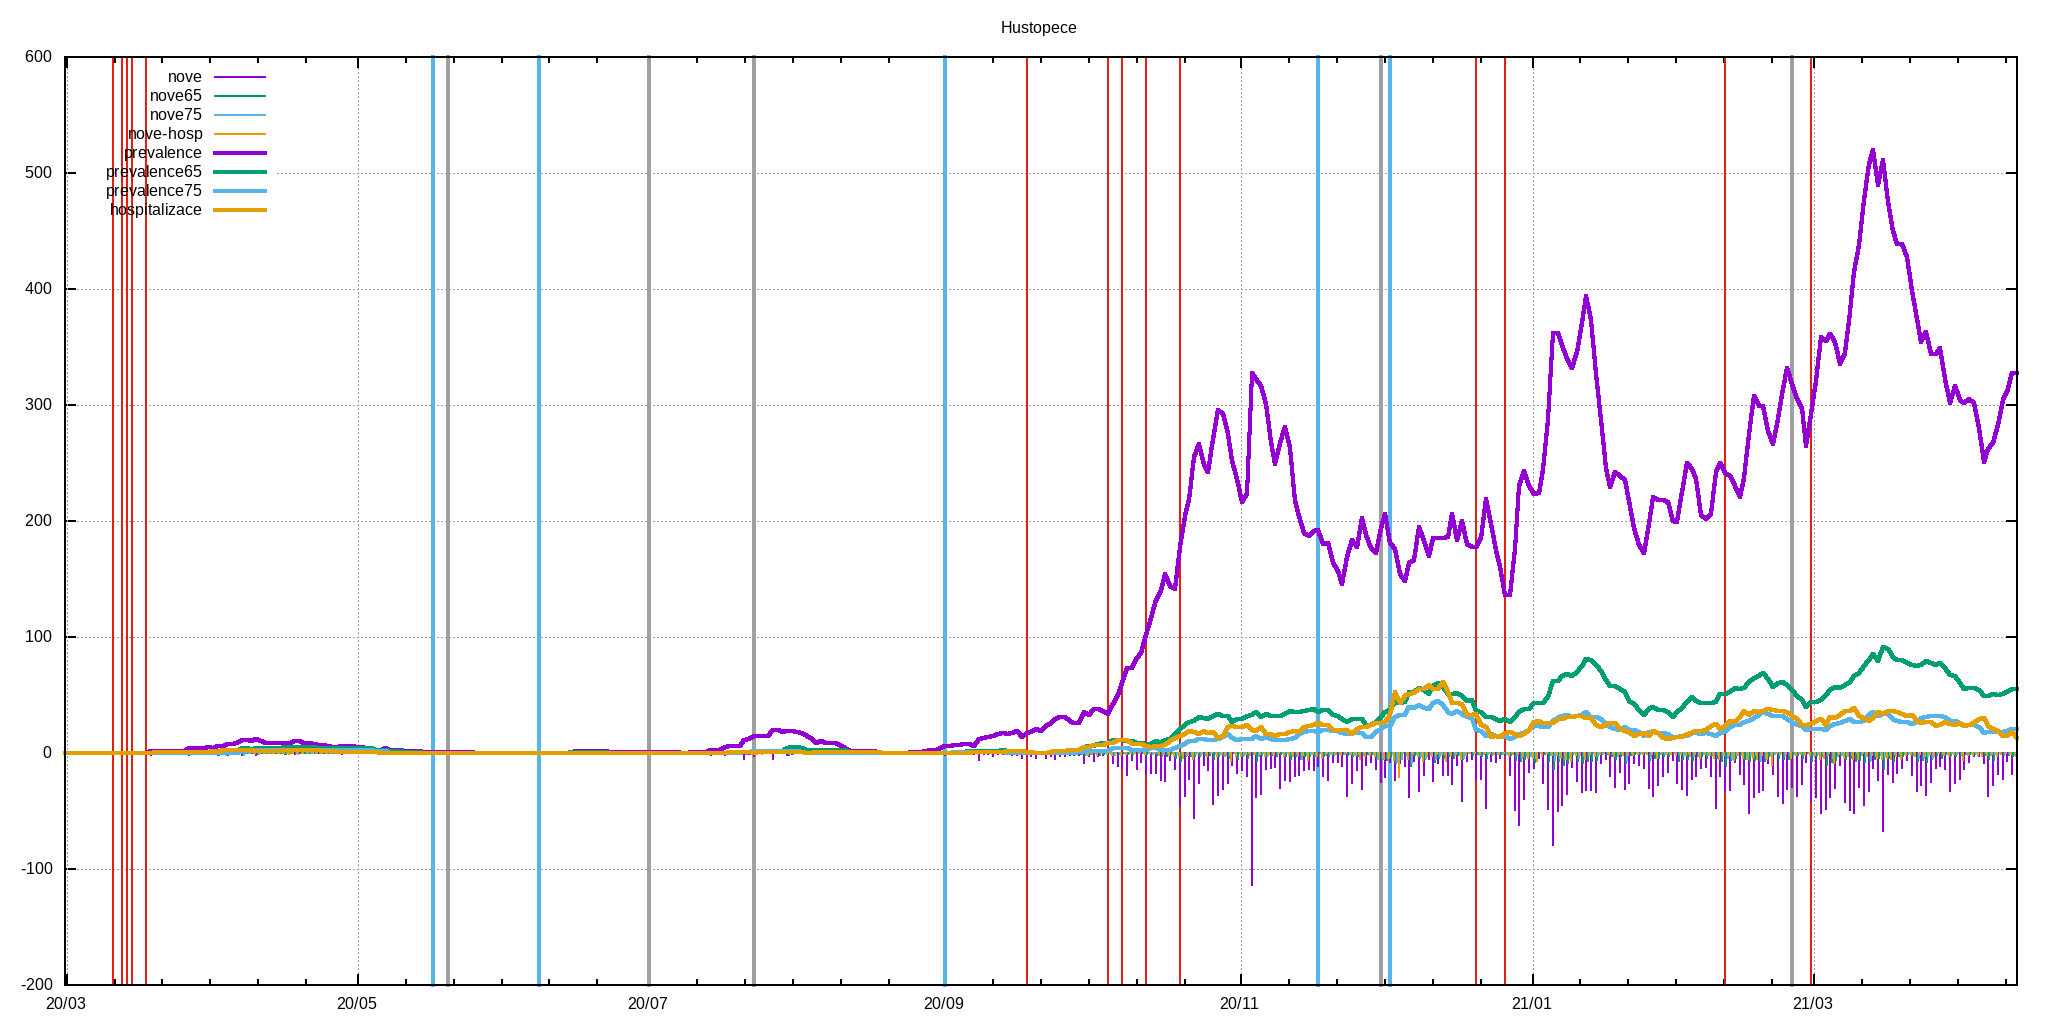 Hustopece
600
500
400
300
200
100
0
-100
-200
nove
nove65
nove75
nove-hosp
prevalence
prevalence65
prevalence75
hospitalizace
20/03 20/05 20/07 20/09 20/11 21/01 21/03